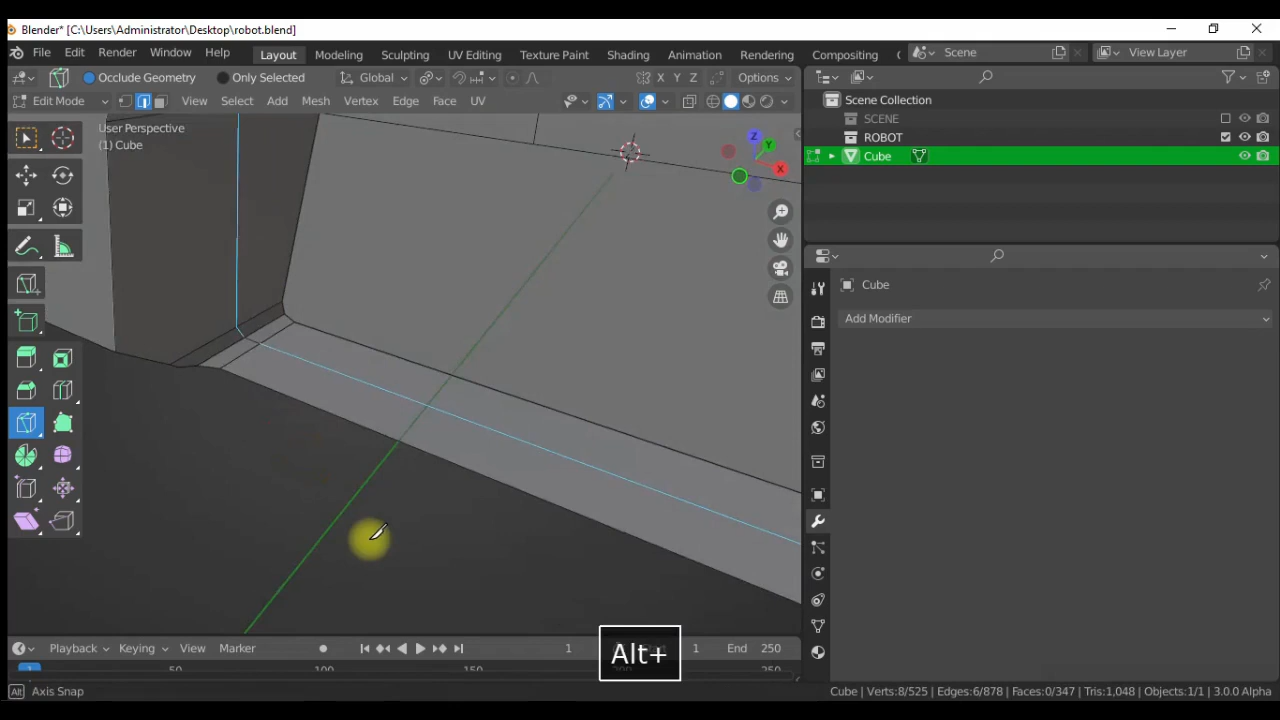 Blender* [C:\Users\Administrator\Desktop\robot.blend]
File Edit Render Window Help Layout Modeling Sculpting UV Editing Texture Paint Shading Animation Rendering Compositing Scene View Layer
Occlude Geometry Only Selected Global X Y Z Options
Edit Mode View Select Add Mesh Vertex Edge Face UV
Scene Collection
SCENE
ROBOT
Cube
User Perspective
(1) Cube
Z
Y
X
Cube
Add Modifier
Alt+
Playback Keying View Marker 1 1 End 250
50 100 150 250
Alt Axis Snap Cube | Verts:8/525 | Edges:6/878 | Faces:0/347 | Tris:1,048 | Objects:1/1 | 3.0.0 Alpha